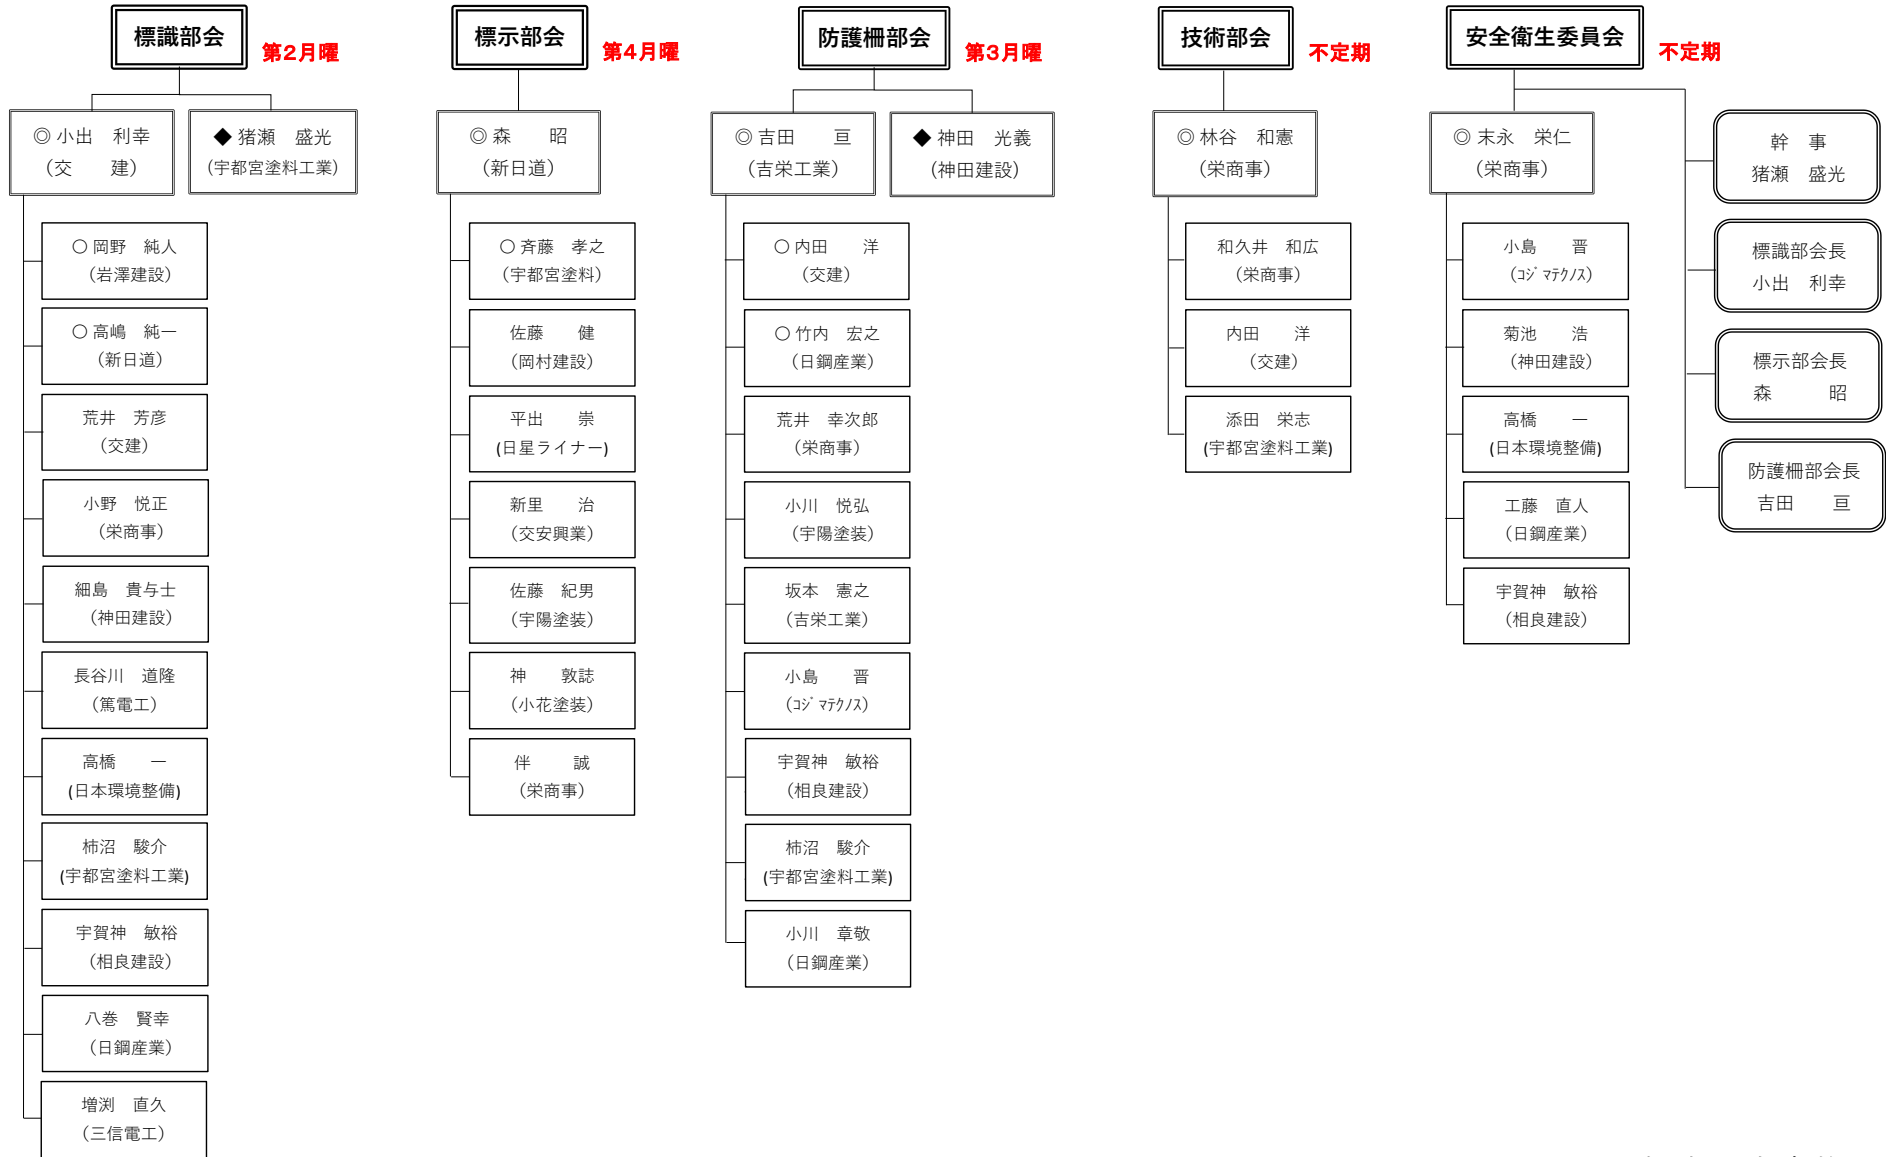 標識部会
第2月曜
◎ 小出　利幸
（交　　建）
◆ 猪瀬　盛光
(宇都宮塗料工業)
〇 岡野　純人
（岩澤建設）
〇 高嶋　純一
（新日道）
荒井　芳彦
（交建）
小野　悦正
（栄商事）
細島　貴与士
（神田建設）
長谷川　道隆
（篤電工）
高橋　　一
(日本環境整備)
柿沼　駿介
(宇都宮塗料工業)
宇賀神　敏裕
（相良建設）
八巻　賢幸
（日鋼産業）
増渕　直久
（三信電工）
標示部会
第4月曜
◎ 森　　昭
（新日道）
〇 斉藤　孝之
（宇都宮塗料）
佐藤　　健
（岡村建設）
平出　　崇
(日星ライナー)
新里　　治
（交安興業）
佐藤　紀男
（宇陽塗装）
神　　敦誌
（小花塗装）
伴　　誠
（栄商事）
防護柵部会
第3月曜
◎ 吉田　　亘
（吉栄工業）
◆ 神田　光義
（神田建設)
〇 内田　　洋
（交建）
〇 竹内　宏之
（日鋼産業）
荒井　幸次郎
（栄商事）
小川　悦弘
（宇陽塗装）
坂本　憲之
（吉栄工業）
小島　　晋
（ｺｼﾞﾏﾃｸﾉｽ）
宇賀神　敏裕
（相良建設）
柿沼　駿介
(宇都宮塗料工業)
小川　章敬
（日鋼産業）
技術部会
不定期
◎ 林谷　和憲
（栄商事）
和久井　和広
（栄商事）
内田　　洋
（交建）
添田　栄志
(宇都宮塗料工業)
安全衛生委員会
不定期
◎ 末永　栄仁
（栄商事）
小島　　晋
（ｺｼﾞﾏﾃｸﾉｽ）
菊池　　浩
（神田建設）
高橋　　一
(日本環境整備)
工藤　直人
（日鋼産業）
宇賀神　敏裕
（相良建設）
幹　事
猪瀬　盛光
標識部会長
小出　利幸
標示部会長
森　　　昭
防護柵部会長
吉田　　亘